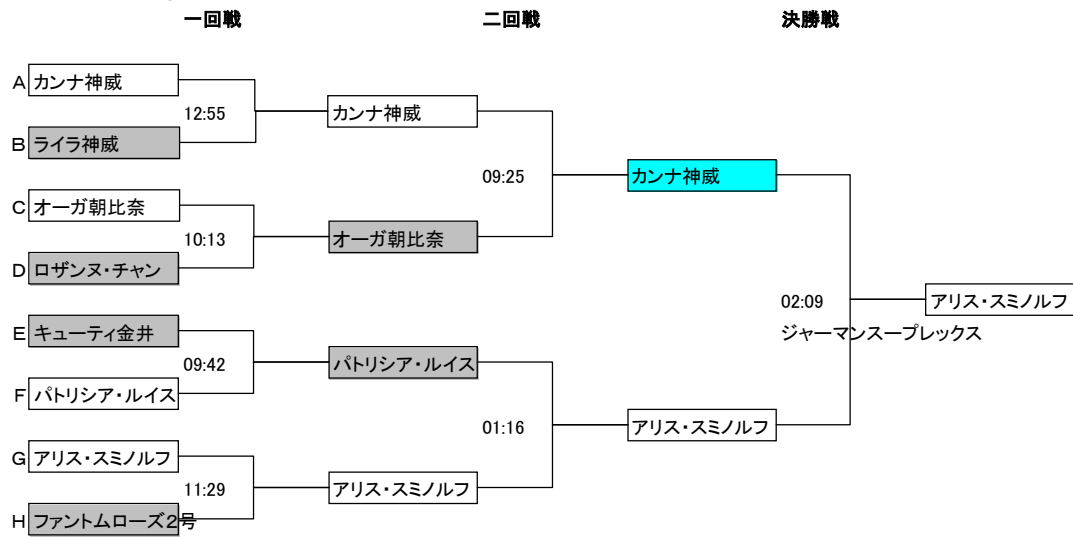 一回戦 二回戦 決勝戦
A カンナ神威
12:55 カンナ神威
B ライラ神威
09:25 カンナ神威
C オーガ朝比奈
10:13 オーガ朝比奈
D ロザンヌ・チャン
02:09 アリス・スミノルフ
ジャーマンスープレックス
E キューティ金井
09:42 パトリシア・ルイス
F パトリシア・ルイス
01:16 アリス・スミノルフ
G アリス・スミノルフ
11:29 アリス・スミノルフ
H ファントムローズ2号